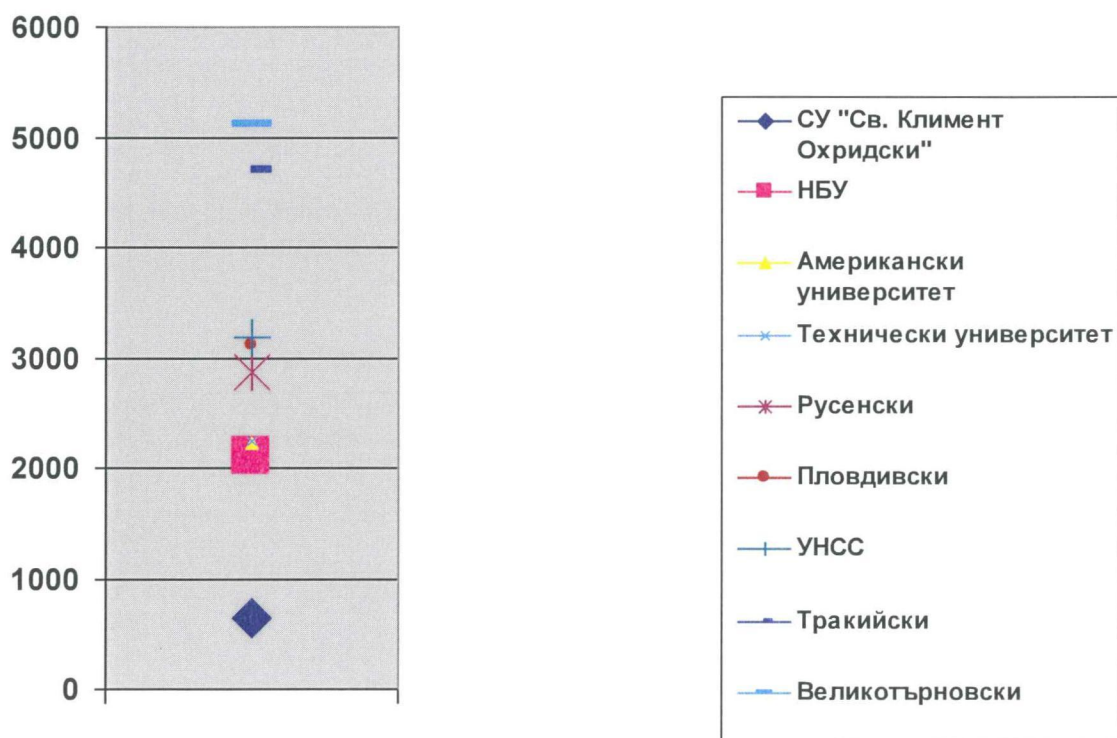 6000
5000
4000
3000
2000
1000
0
СУ "Св. Климент
Охридски"
НБУ
Американски
университет
Технически университет
Русенски
Пловдивски
УНСС
Тракийски
Великотърновски